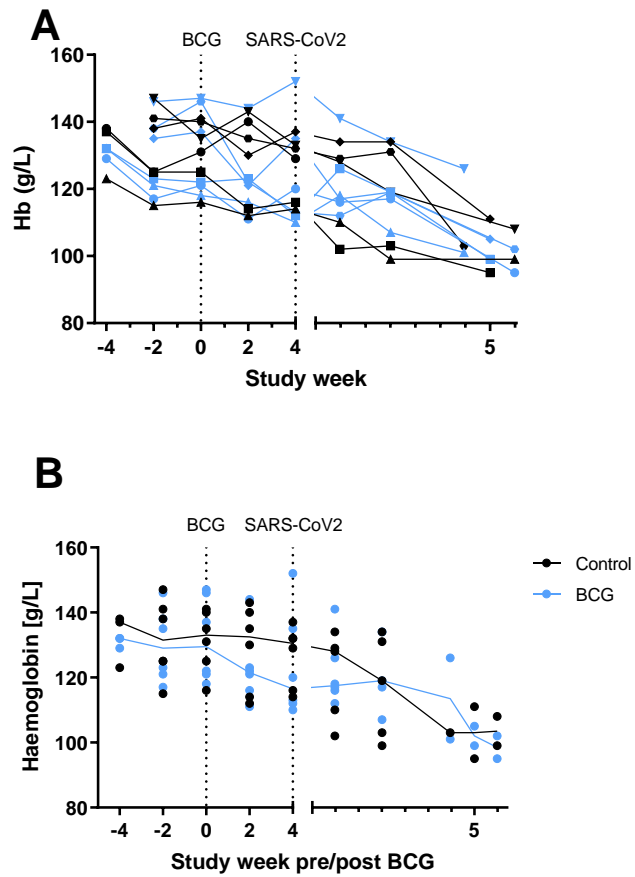 A
BCG SARS-CoV2
160
140
120
100
80
Hb (g/L)
-4 -2 0 2 4 5
Study week
B
BCG SARS-CoV2
160
140
120
100
80
Haemoglobin [g/L]
Control
BCG
-4 -2 0 2 4 5
Study week pre/post BCG